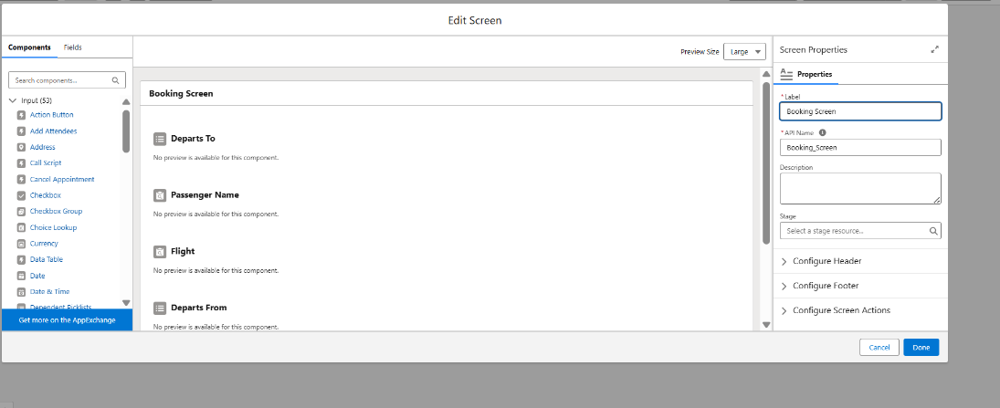 Edit Screen
Components
Fields
Search components...
Input (53)
Action Button
Add Attendees
Address
Call Script
Cancel Appointment
Checkbox
Checkbox Group
Choice Lookup
Currency
Data Table
Date
Date & Time
Dependent Picklists
Get more on the AppExchange
Preview Size
Large
Booking Screen
Departs To
No preview is available for this component.
Passenger Name
No preview is available for this component.
Flight
No preview is available for this component.
Departs From
No preview is available for this component.
Screen Properties
Properties
*Label
Booking Screen
*API Name
Booking_Screen
Description
Stage
Select a stage resource...
Configure Header
Configure Footer
Configure Screen Actions
Cancel
Done